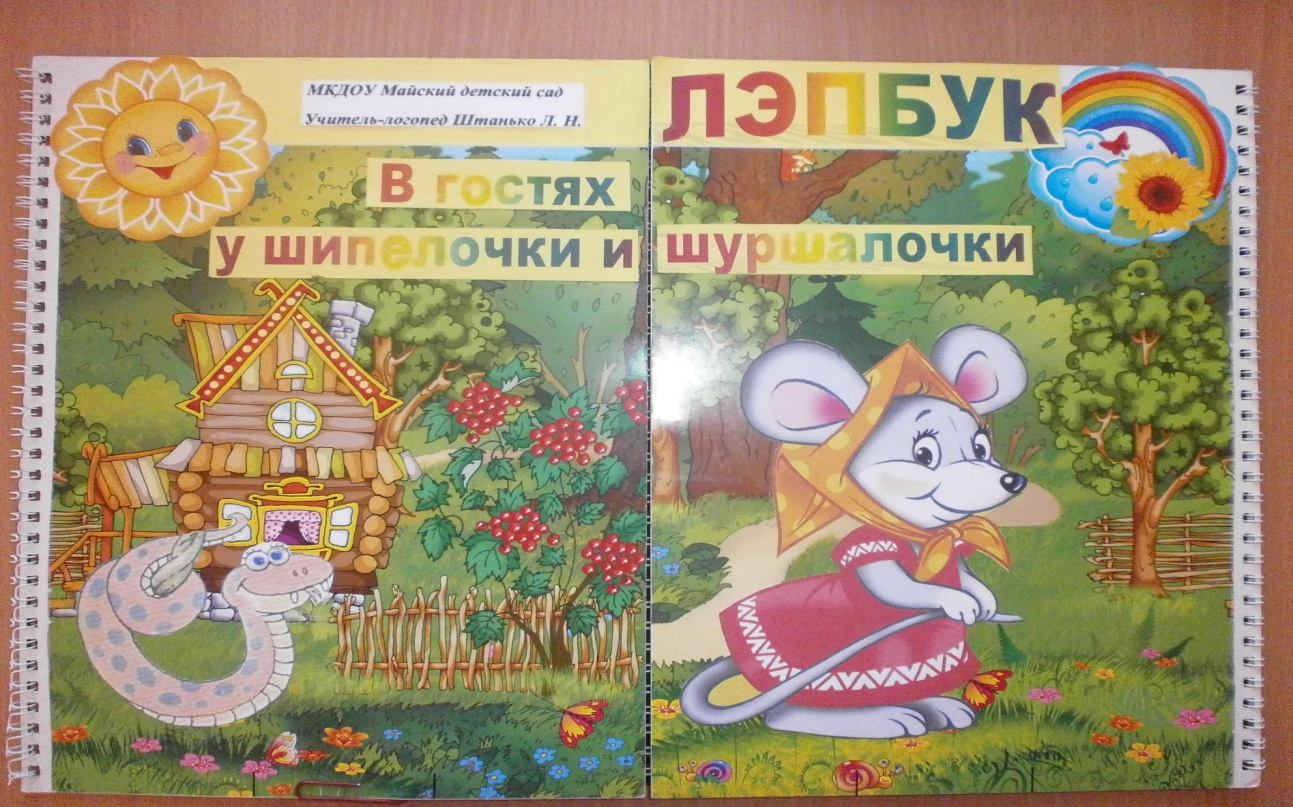 МКДОУ Майский детский сад
Учитель-логопед Штанько Л. Н.
ЛЭПБУК
В гостях
у шипелочки и шуршалочки